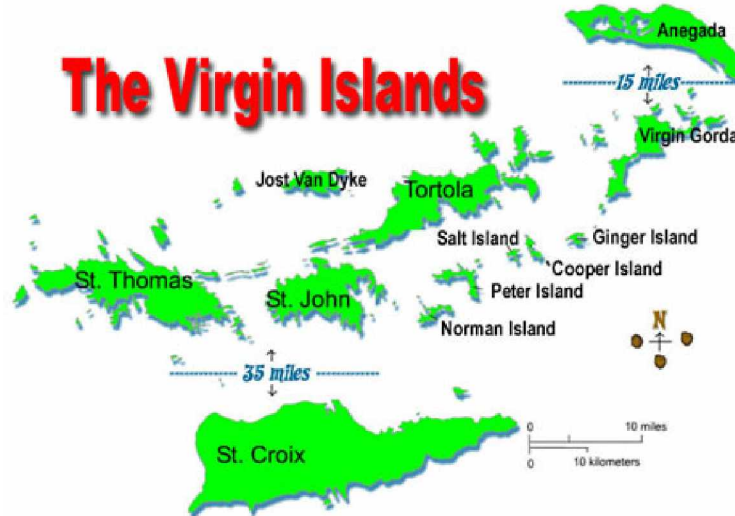 Anegada
The Virgin Islands
15 miles
Virgin Gorda
Jost Van Dyke
Tortola
Salt Island
Ginger Island
Cooper Island
St. Thomas
St. John
Peter Island
Norman Island
N
35 miles
0 10 miles
0 10 kilometers
St. Croix